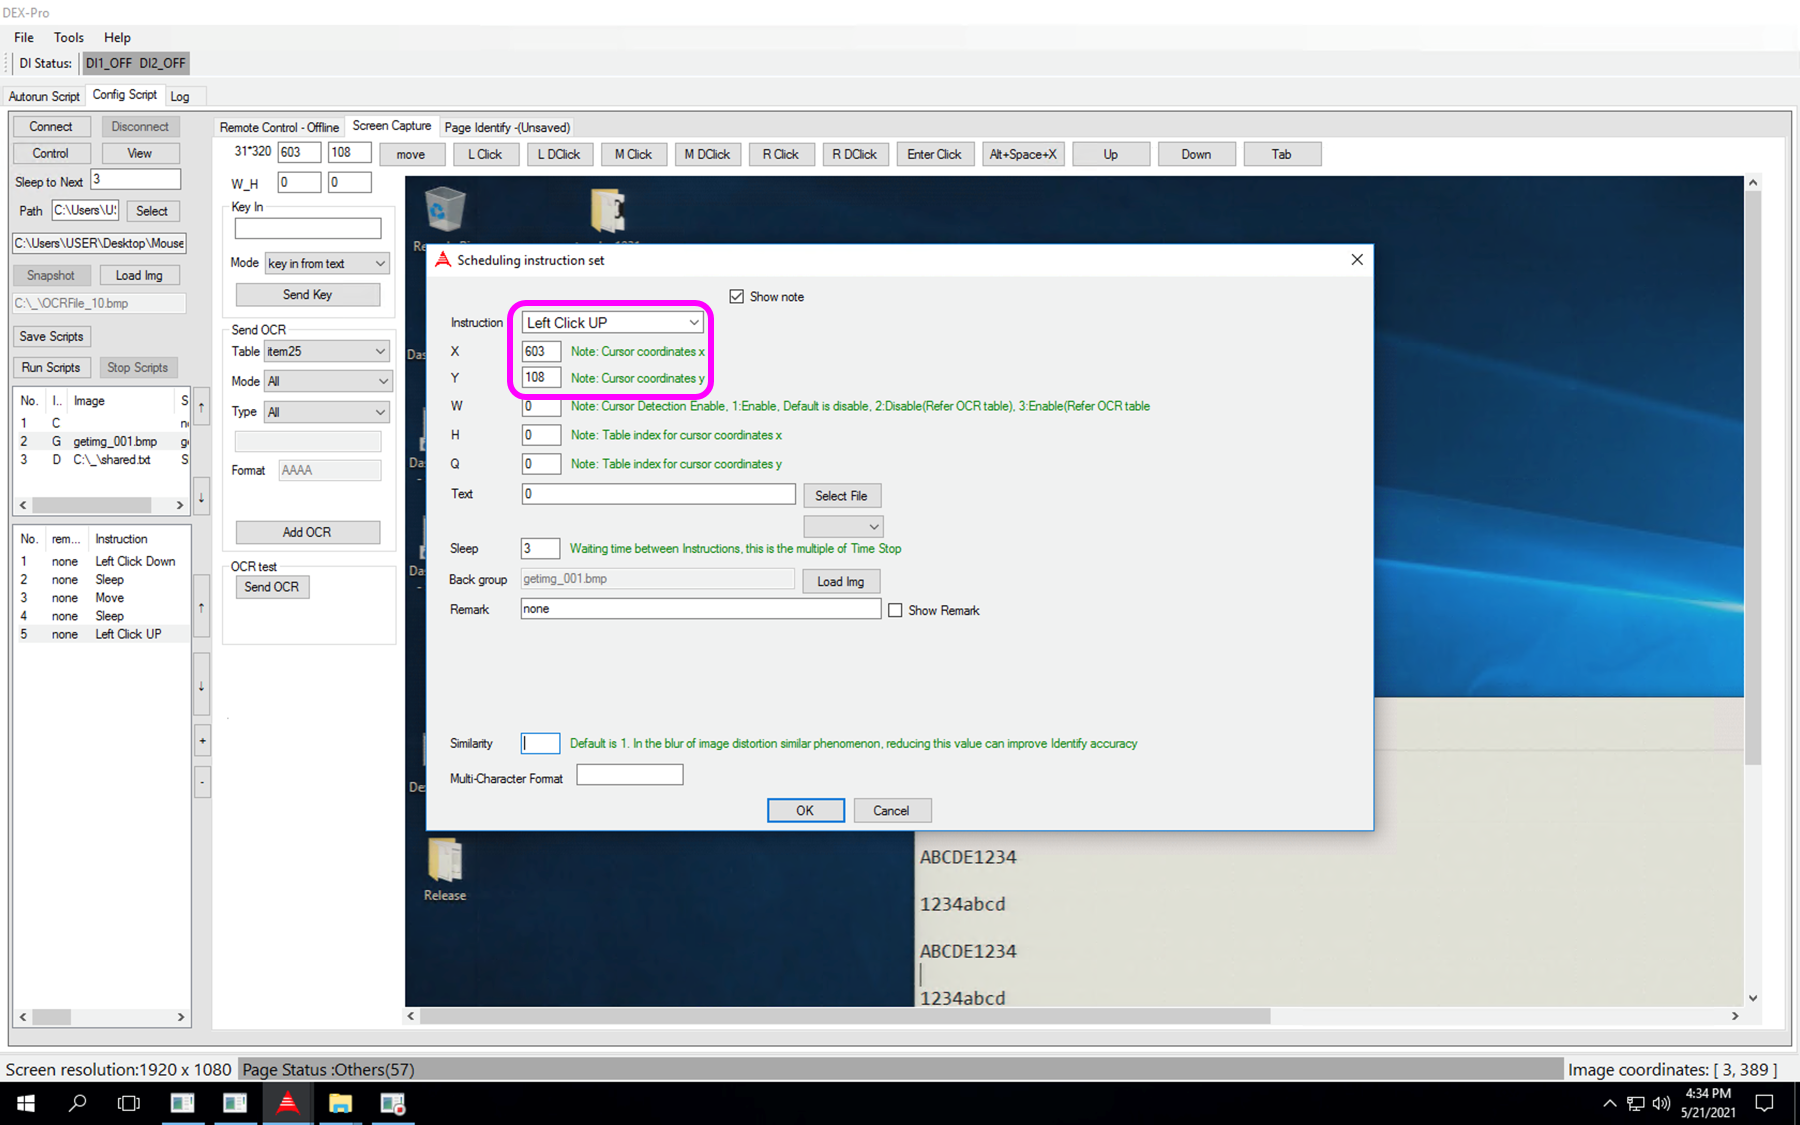 DEX-Pro
File Tools Help
DI Status: DI1_OFF DI2_OFF
Autorun Script Config Script Log
Connect Disconnect
Control View
Sleep to Next 3
Path C:\Users\U: Select
C:\Users\USER\Desktop\Mouse
Snapshot Load Img
C:\_\OCRFile_10.bmp
Save Scripts
Run Scripts Stop Scripts
No. I.. Image S
1 C
2 G getimg_001.bmp g
3 D C:\_\shared.txt S
No. rem... Instruction
1 none Left Click Down
2 none Sleep
3 none Move
4 none Sleep
5 none Left Click UP
+
-
Remote Control - Offline Screen Capture Page Identify -(Unsaved)
31*320 603 108 move L Click L DClick M Click M DClick R Click R DClick Enter Click Alt+Space+X Up Down Tab
W_H 0 0
Key In
Mode key in from text
Send Key
Send OCR
Table item25
Mode All
Type All
Format AAAA
Add OCR
OCR test
Send OCR
Scheduling instruction set
Show note
Instruction Left Click UP
X 603 Note: Cursor coordinates x
Y 108 Note: Cursor coordinates y
W 0 Note: Cursor Detection Enable, 1:Enable, Default is disable, 2:Disable(Refer OCR table), 3:Enable(Refer OCR table
H 0 Note: Table index for cursor coordinates x
Q 0 Note: Table index for cursor coordinates y
Text 0 Select File
Sleep 3 Waiting time between Instructions, this is the multiple of Time Stop
Back group getimg_001.bmp Load Img
Remark none Show Remark
Similarity Default is 1. In the blur of image distortion similar phenomenon, reducing this value can improve Identify accuracy
Multi-Character Format
OK Cancel
Das
Da
Da
De
Release
ABCDE1234
1234abcd
ABCDE1234
1234abcd
Screen resolution:1920 x 1080 Page Status :Others(57) Image coordinates: [ 3, 389 ]
4:34 PM
5/21/2021